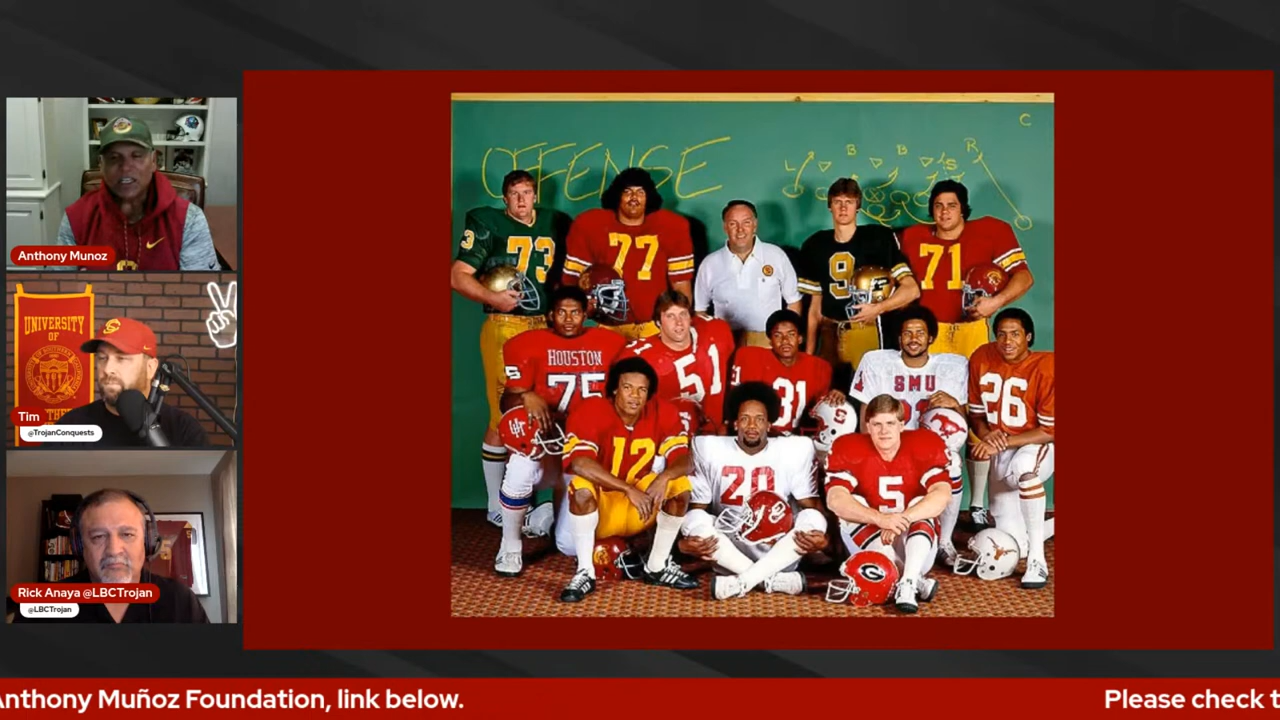 Anthony Munoz
UNIVERSITY
OF
Tim
@TrojanConquests
Rick Anaya @LBCTrojan
@LBCTrojan
C
OFFENSE
B
B
R
L
S
73
77
9
71
HOUSTON
75
51
31
SMU
26
12
20
5
UH
S
G
Anthony Muñoz Foundation, link below.
Please check t